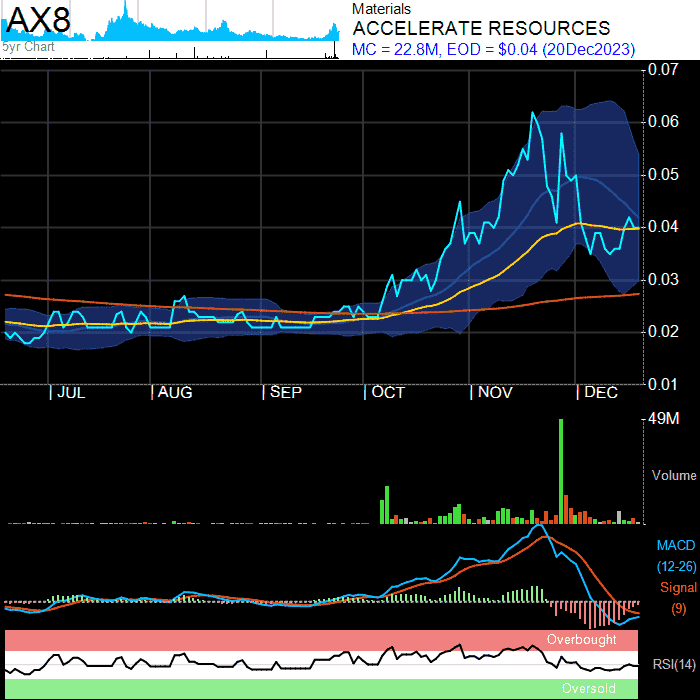 AX8
5yr Chart
Materials
ACCELERATE RESOURCES
MC = 22.8M, EOD = $0.04 (20Dec2023)
0.07
0.06
0.05
0.04
0.03
0.02
0.01
JUL AUG SEP OCT NOV DEC
49M
Volume
MACD
(12-26)
Signal
(9)
Overbought
RSI(14)
Oversold